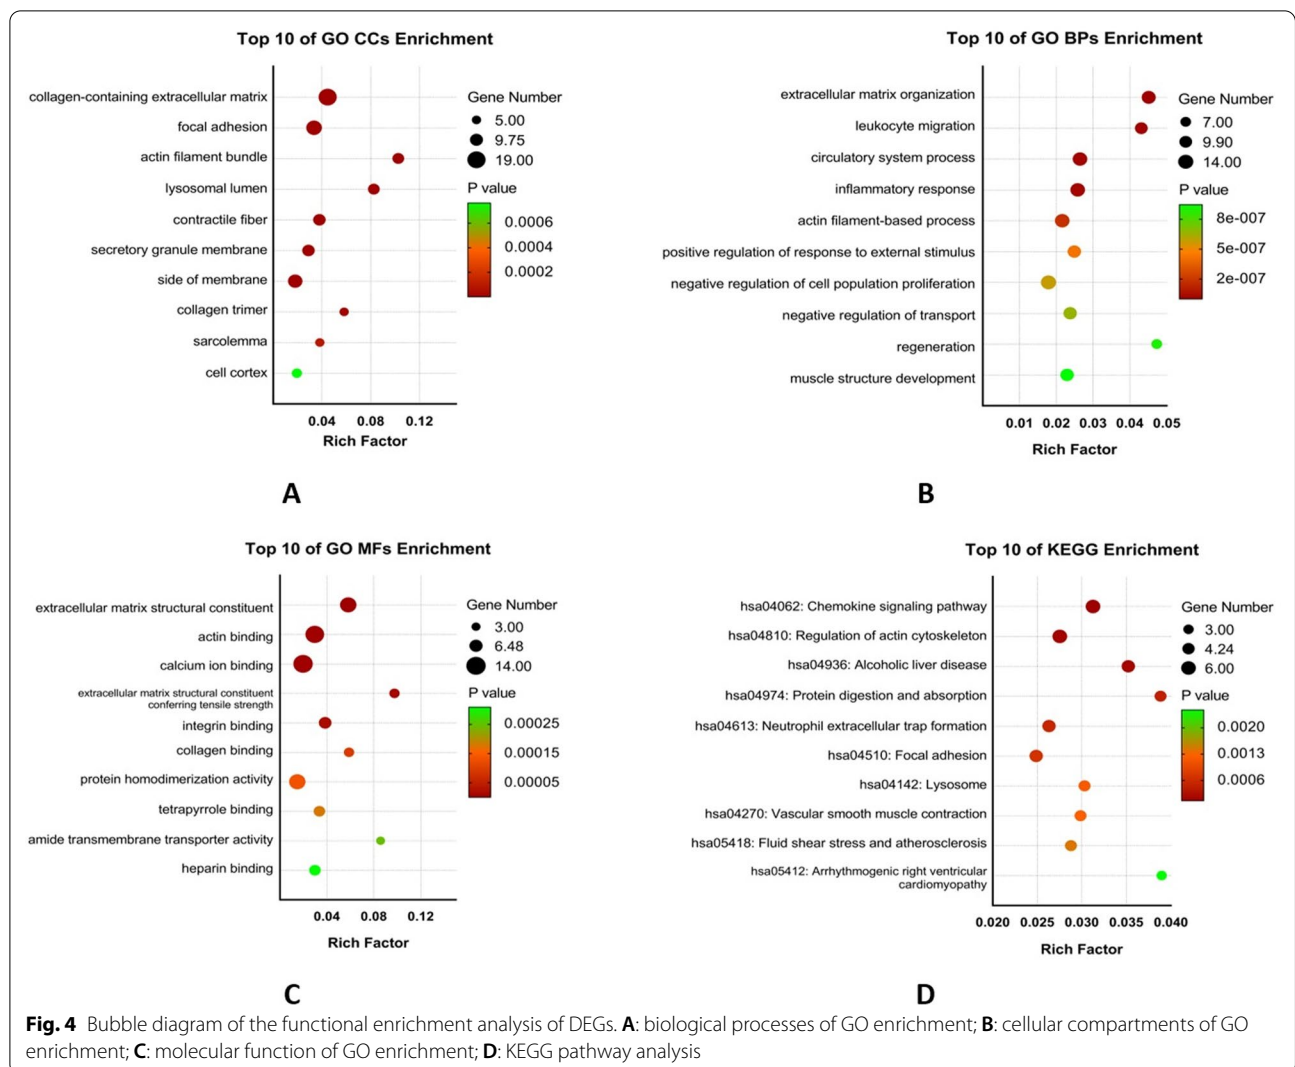 Top 10 of GO CCs Enrichment
collagen-containing extracellular matrix
focal adhesion
actin filament bundle
lysosomal lumen
contractile fiber
secretory granule membrane
side of membrane
collagen trimer
sarcolemma
cell cortex
0.04 0.08 0.12
Rich Factor
Gene Number
5.00
9.75
19.00
P value
0.0006
0.0004
0.0002
A
Top 10 of GO BPs Enrichment
extracellular matrix organization
leukocyte migration
circulatory system process
inflammatory response
actin filament-based process
positive regulation of response to external stimulus
negative regulation of cell population proliferation
negative regulation of transport
regeneration
muscle structure development
0.01 0.02 0.03 0.04 0.05
Rich Factor
Gene Number
7.00
9.90
14.00
P value
8e-007
5e-007
2e-007
B
Top 10 of GO MFs Enrichment
extracellular matrix structural constituent
actin binding
calcium ion binding
extracellular matrix structural constituent
conferring tensile strength
integrin binding
collagen binding
protein homodimerization activity
tetrapyrrole binding
amide transmembrane transporter activity
heparin binding
0.04 0.08 0.12
Rich Factor
Gene Number
3.00
6.48
14.00
P value
0.00025
0.00015
0.00005
C
Top 10 of KEGG Enrichment
hsa04062: Chemokine signaling pathway
hsa04810: Regulation of actin cytoskeleton
hsa04936: Alcoholic liver disease
hsa04974: Protein digestion and absorption
hsa04613: Neutrophil extracellular trap formation
hsa04510: Focal adhesion
hsa04142: Lysosome
hsa04270: Vascular smooth muscle contraction
hsa05418: Fluid shear stress and atherosclerosis
hsa05412: Arrhythmogenic right ventricular
cardiomyopathy
0.020 0.025 0.030 0.035 0.040
Rich Factor
Gene Number
3.00
4.24
6.00
P value
0.0020
0.0013
0.0006
D
Fig. 4 Bubble diagram of the functional enrichment analysis of DEGs. A: biological processes of GO enrichment; B: cellular compartments of GO
enrichment; C: molecular function of GO enrichment; D: KEGG pathway analysis